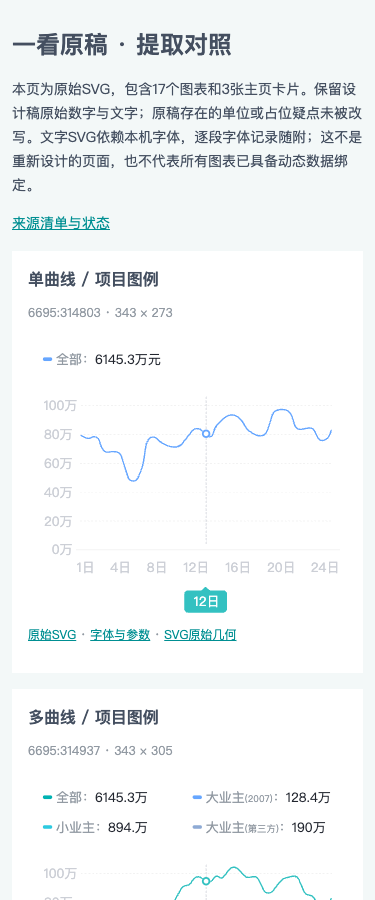 一看原稿 · 提取对照
本页为原始SVG，包含17个图表和3张主页卡片。保留设
计稿原始数字与文字；原稿存在的单位或占位疑点未被改
写。文字SVG依赖本机字体，逐段字体记录随附；这不是
重新设计的页面，也不代表所有图表已具备动态数据绑
定。
来源清单与状态
单曲线 / 项目图例
6695:314803 · 343 × 273
全部：6145.3万元
100万
80万
60万
40万
20万
0万
1日 4日 8日 12日 16日 20日 24日
12日
原始SVG · 字体与参数 · SVG原始几何
多曲线 / 项目图例
6695:314937 · 343 × 305
全部：6145.3万 大业主(2007)：128.4万
小业主：894.万 大业主(第三方)：190万
100万